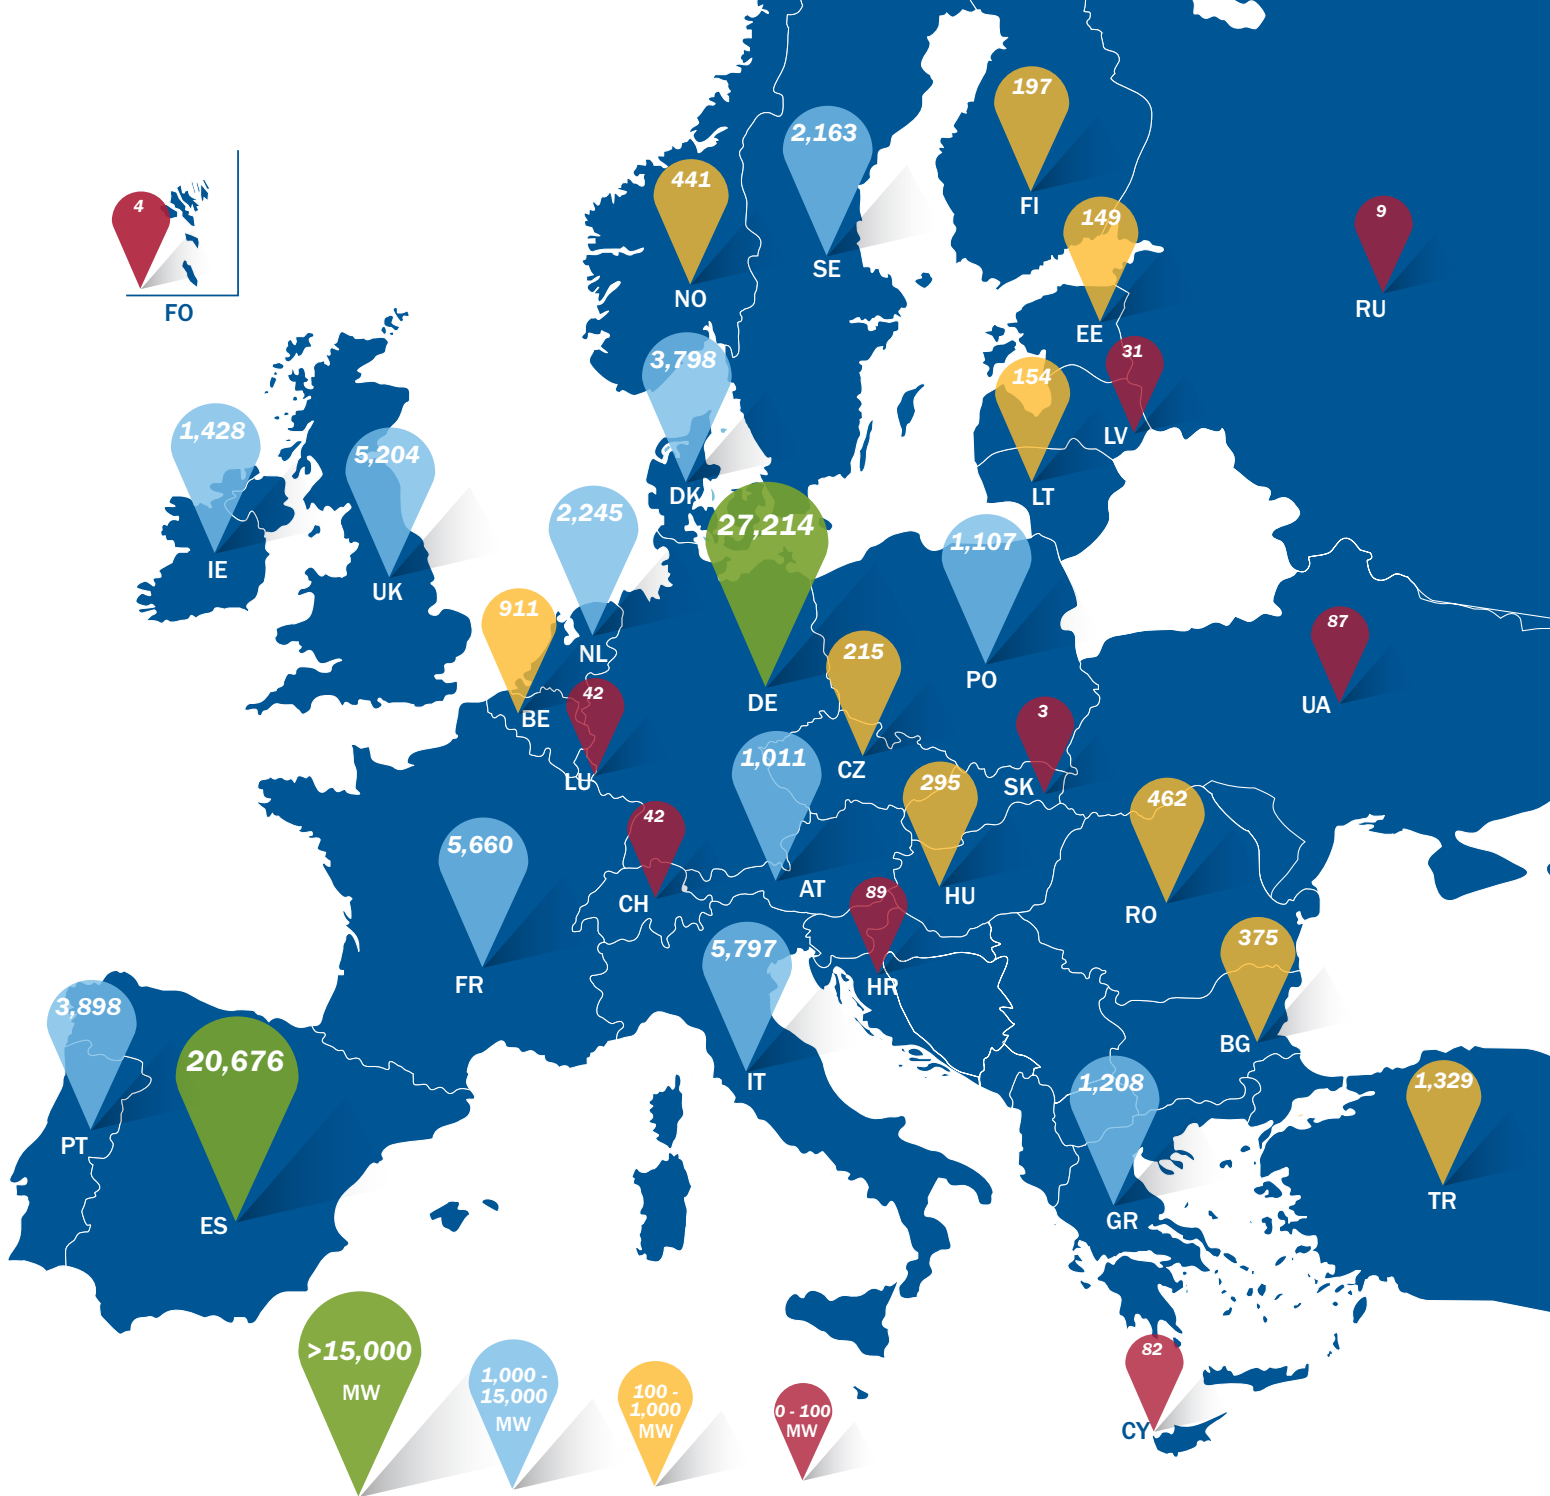 197
FI
2,163
SE
441
NO
4
FO
149
EE
9
RU
31
LV
154
LT
3,798
DK
1,428
IE
5,204
UK
2,245
NL
27,214
DE
1,107
PO
911
BE
42
LU
215
CZ
87
UA
3
SK
1,011
AT
295
HU
462
RO
42
CH
5,660
FR
89
HR
5,797
IT
375
BG
3,898
PT
20,676
ES
1,208
GR
1,329
TR
82
CY
>15,000
MW
1,000 -
15,000
MW
100 -
1,000
MW
0 - 100
MW